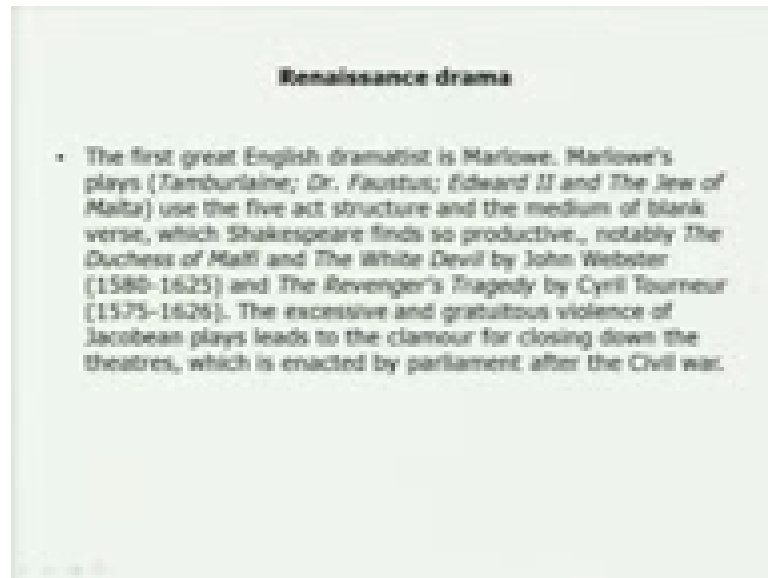 Renaissance drama
• The first great English dramatist is Marlowe. Marlowe's
plays (Tamburlaine; Dr. Faustus; Edward II and The Jew of
Malta) use the five act structure and the medium of blank
verse, which Shakespeare finds so productive., notably The
Duchess of Malfi and The White Devil by John Webster
(1580-1625) and The Revenger's Tragedy by Cyril Tourneur
(1575-1626). The excessive and gratuitous violence of
Jacobean plays leads to the clamour for closing down the
theatres, which is enacted by parliament after the Civil war.